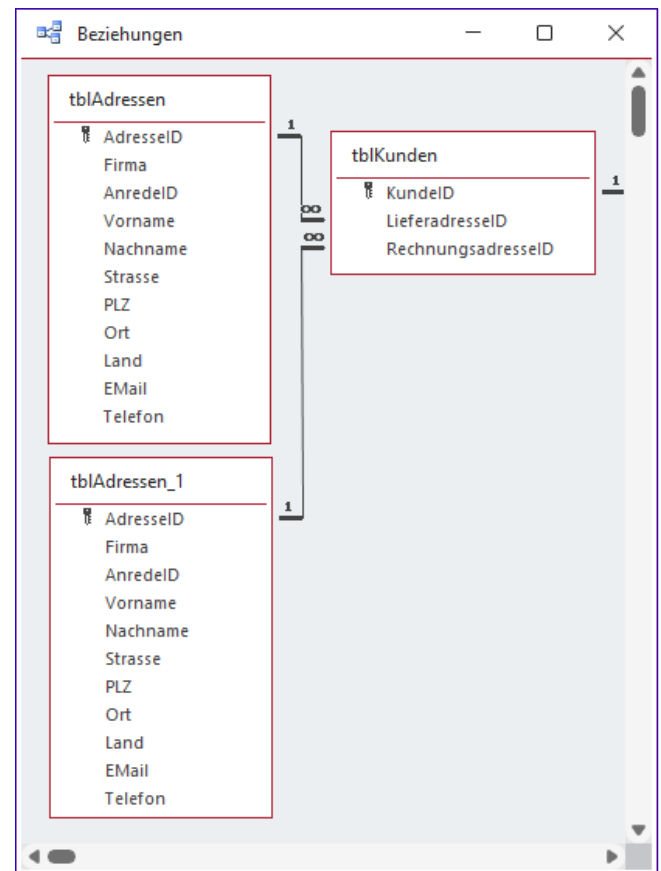 Beziehungen
tblAdressen
AdresseID
Firma
AnredeID
Vorname
Nachname
Strasse
PLZ
Ort
Land
EMail
Telefon
1
∞
∞
tblKunden
KundeID
LieferadresseID
RechnungsadresseID
1
tblAdressen_1
AdresseID
Firma
AnredeID
Vorname
Nachname
Strasse
PLZ
Ort
Land
EMail
Telefon
1